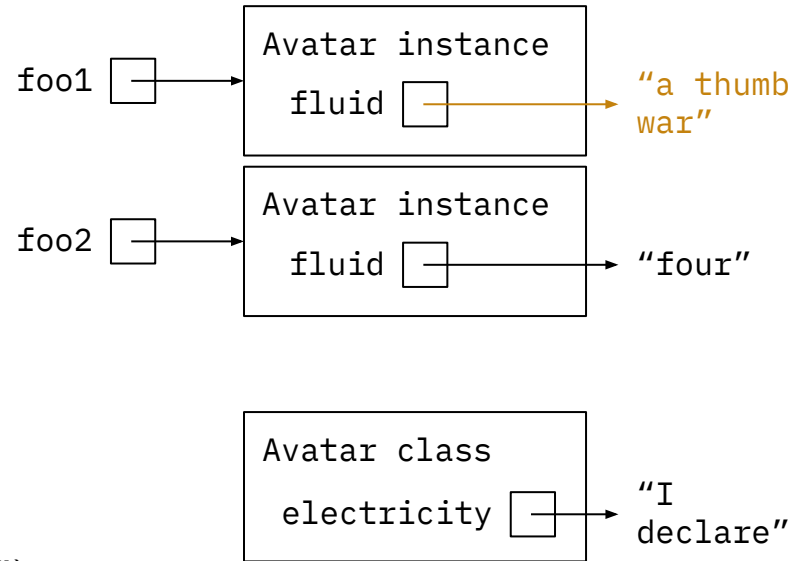 Avatar instance
foo1
fluid
“a thumb
war”
Avatar instance
foo2
fluid
“four”
Avatar class
electricity
“I
declare”